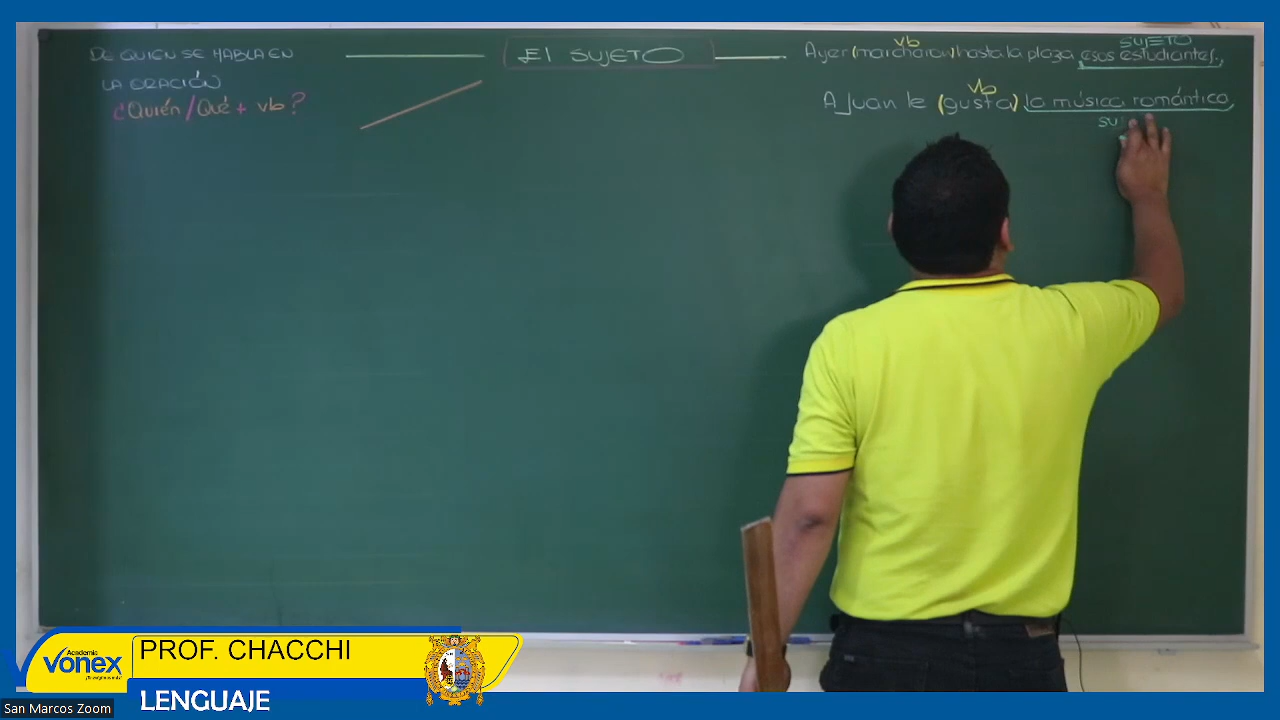 DE QUIEN SE HABLA EN
LA ORACIÓN
¿Quién / Qué + vb?
El SUJETO
vb
SUJETO
Ayer (marcharon) hasta la plaza esos estudiantes.
vb
A Juan le (gusta) la música romántica.
SUJ
Academia
VONEX
PROF. CHACCHI
LENGUAJE
San Marcos Zoom